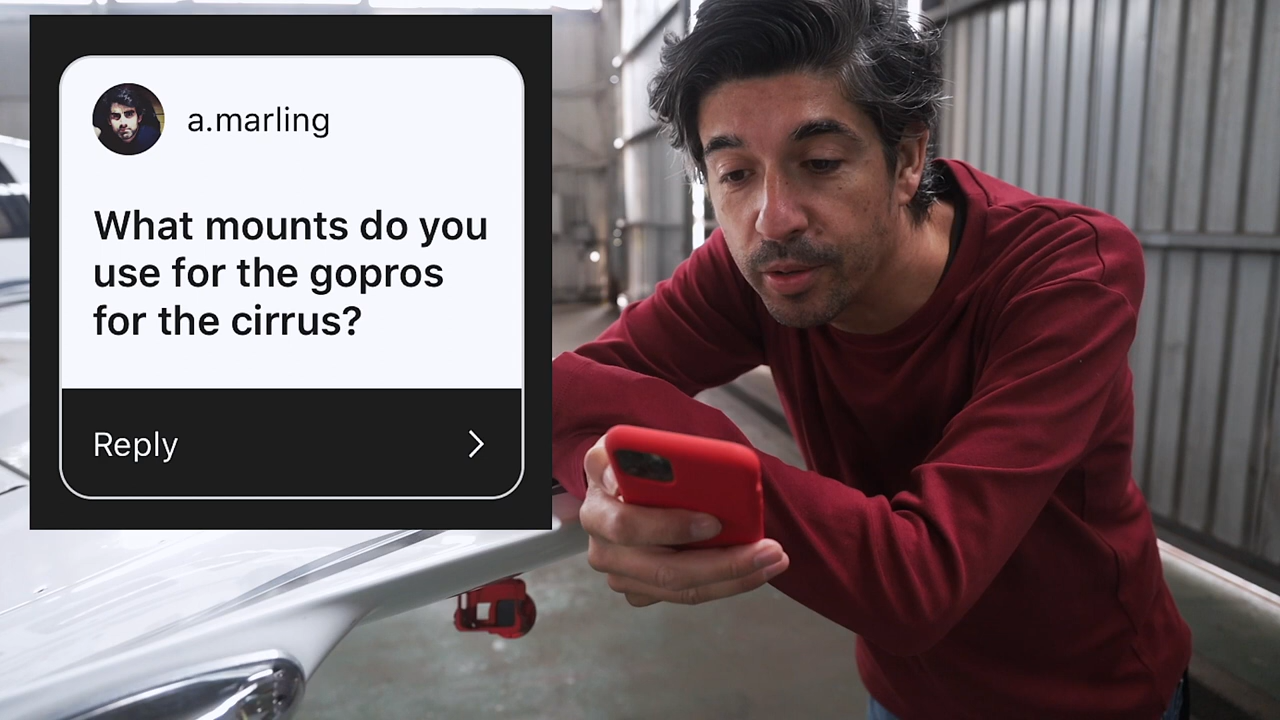 a.marling
What mounts do you
use for the gopros
for the cirrus?
Reply